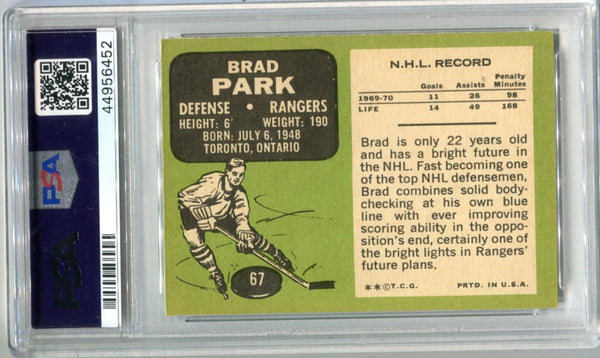 44956452
PSA
PSA
BRAD
PARK
DEFENSE • RANGERS
HEIGHT: 6' WEIGHT: 190
BORN: JULY 6, 1948
TORONTO, ONTARIO
67
N.H.L. RECORD
Goals Assists Penalty Minutes
1969-70 11 26 98
LIFE 14 49 168
Brad is only 22 years old
and has a bright future in
the NHL. Fast becoming one
of the top NHL defensemen,
Brad combines solid body-
checking at his own blue
line with ever improving
scoring ability in the oppo-
sition's end, certainly one of
the bright lights in Rangers'
future plans.
**©T.C.G. PRTD. IN U.S.A.